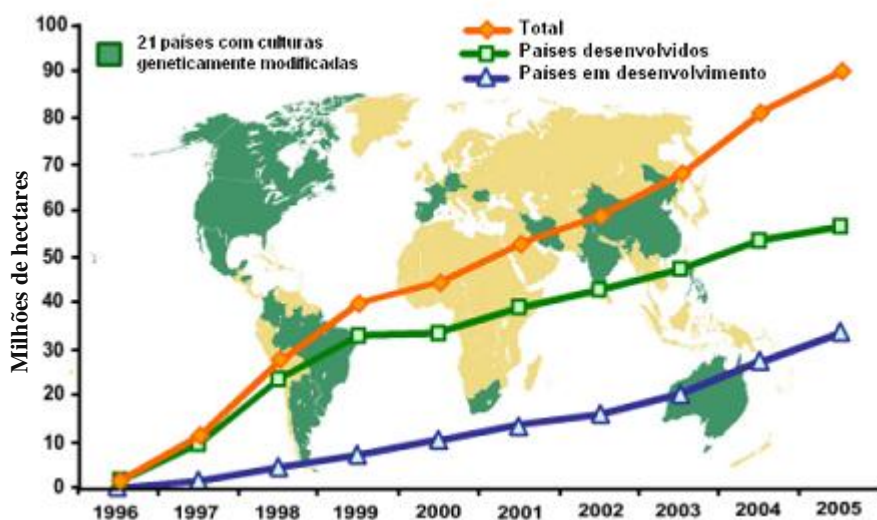 100
90
80
70
60
50
40
30
20
10
0
Milhões de hectares
21 países com culturas
geneticamente modificadas
Total
Países desenvolvidos
Países em desenvolvimento
1996 1997 1998 1999 2000 2001 2002 2003 2004 2005